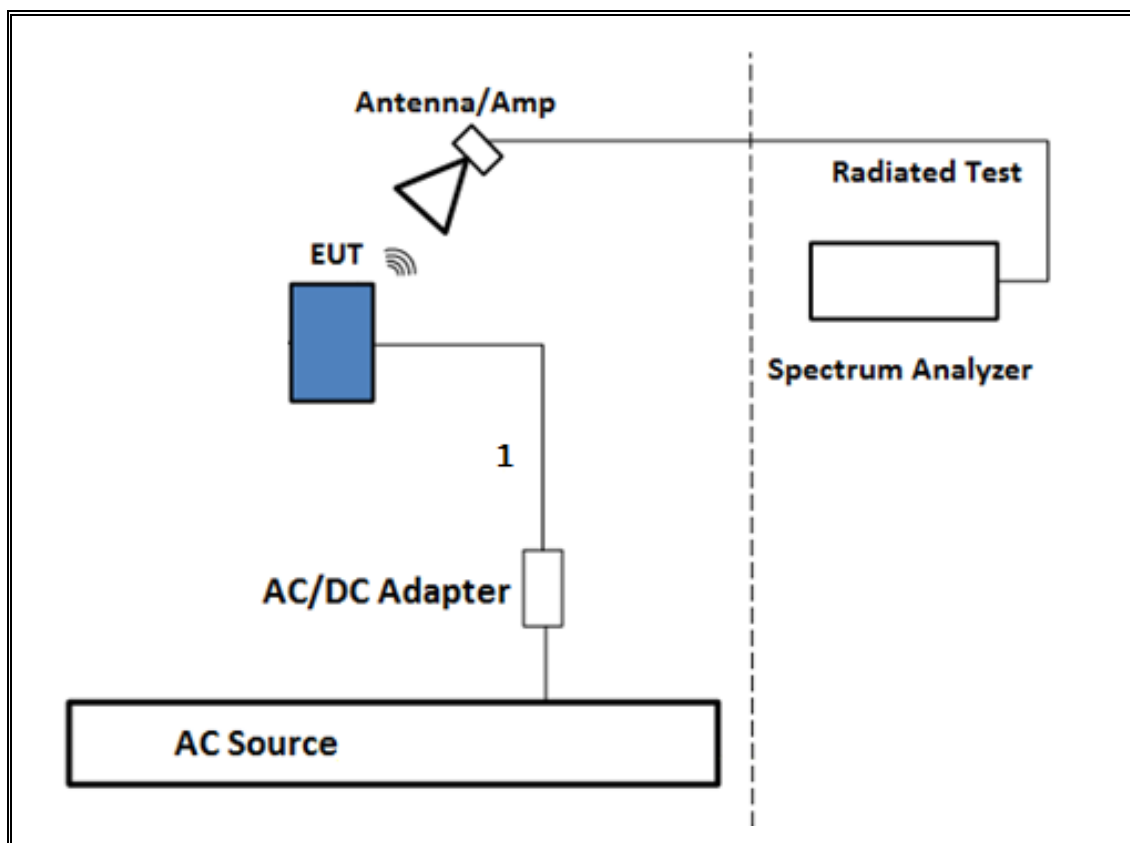 Antenna/Amp
Radiated Test
EUT
Spectrum Analyzer
1
AC/DC Adapter
AC Source